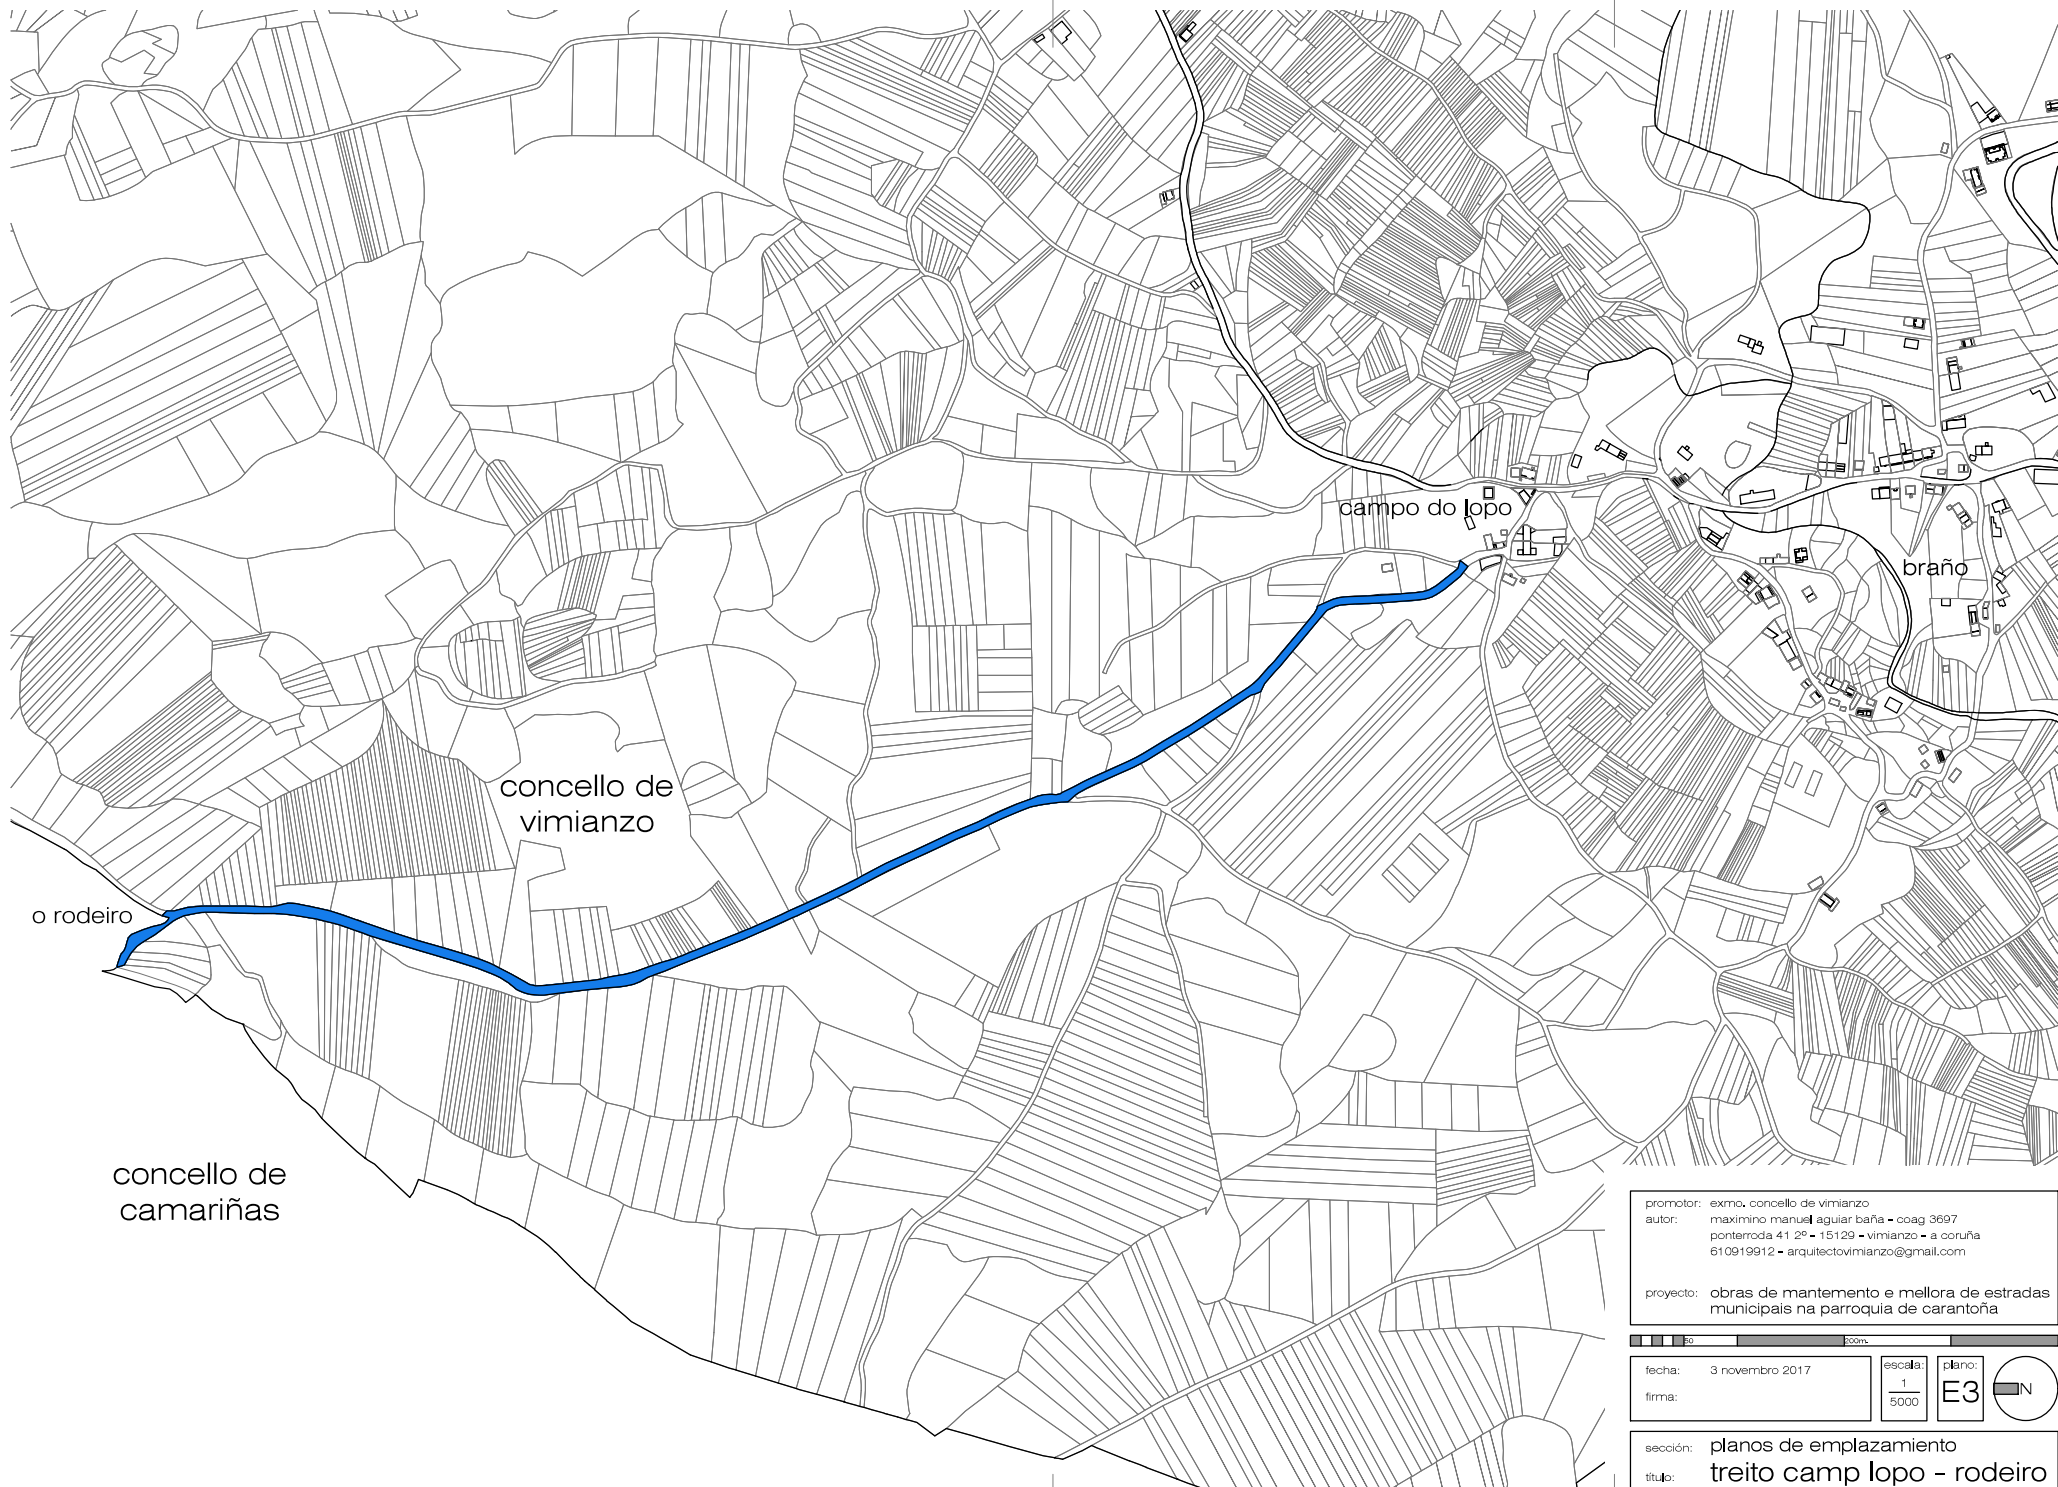 campo do lopo
braño
concello de
vimianzo
o rodeiro
concello de
camariñas
promotor: exmo. concello de vimianzo
autor: maximino manuel aguiar baña - coag 3697
ponterroda 41 2º - 15129 - vimianzo - a coruña
610919912 - arquitectovimianzo@gmail.com
proyecto: obras de mantemento e mellora de estradas
municipais na parroquia de carantoña
50 200m.
fecha: 3 novembro 2017
firma:
escala:
1
5000
plano:
E3
N
sección: planos de emplazamiento
título: treito camp lopo - rodeiro